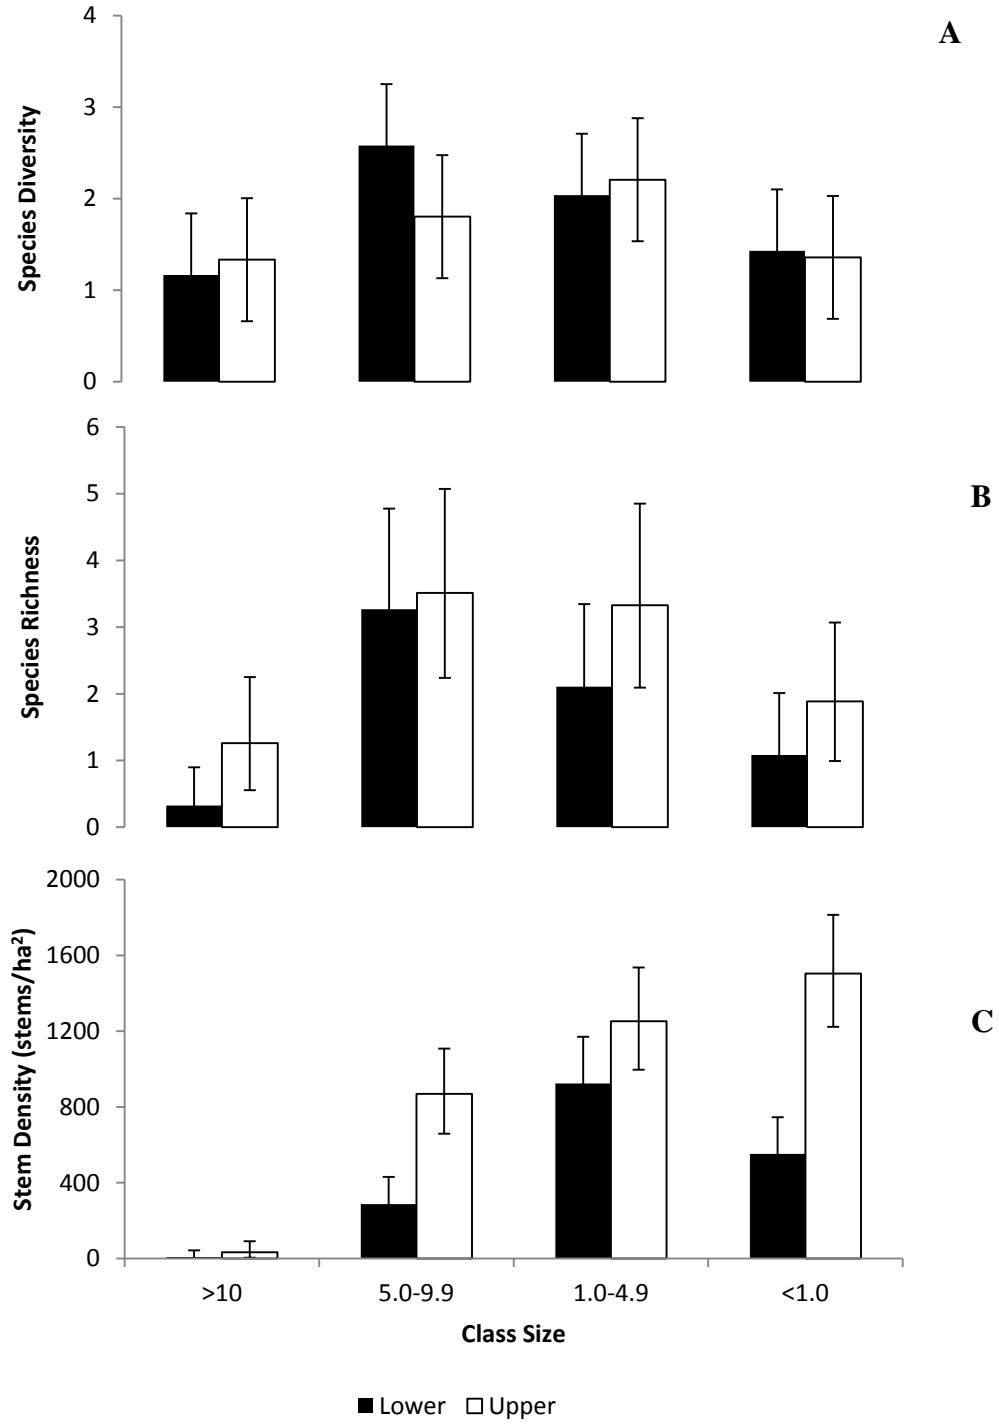 A
Species Diversity
4
3
2
1
0
B
Species Richness
6
5
4
3
2
1
0
C
Stem Density (stems/ha²)
2000
1600
1200
800
400
0
>10 5.0-9.9 1.0-4.9 <1.0
Class Size
Lower Upper